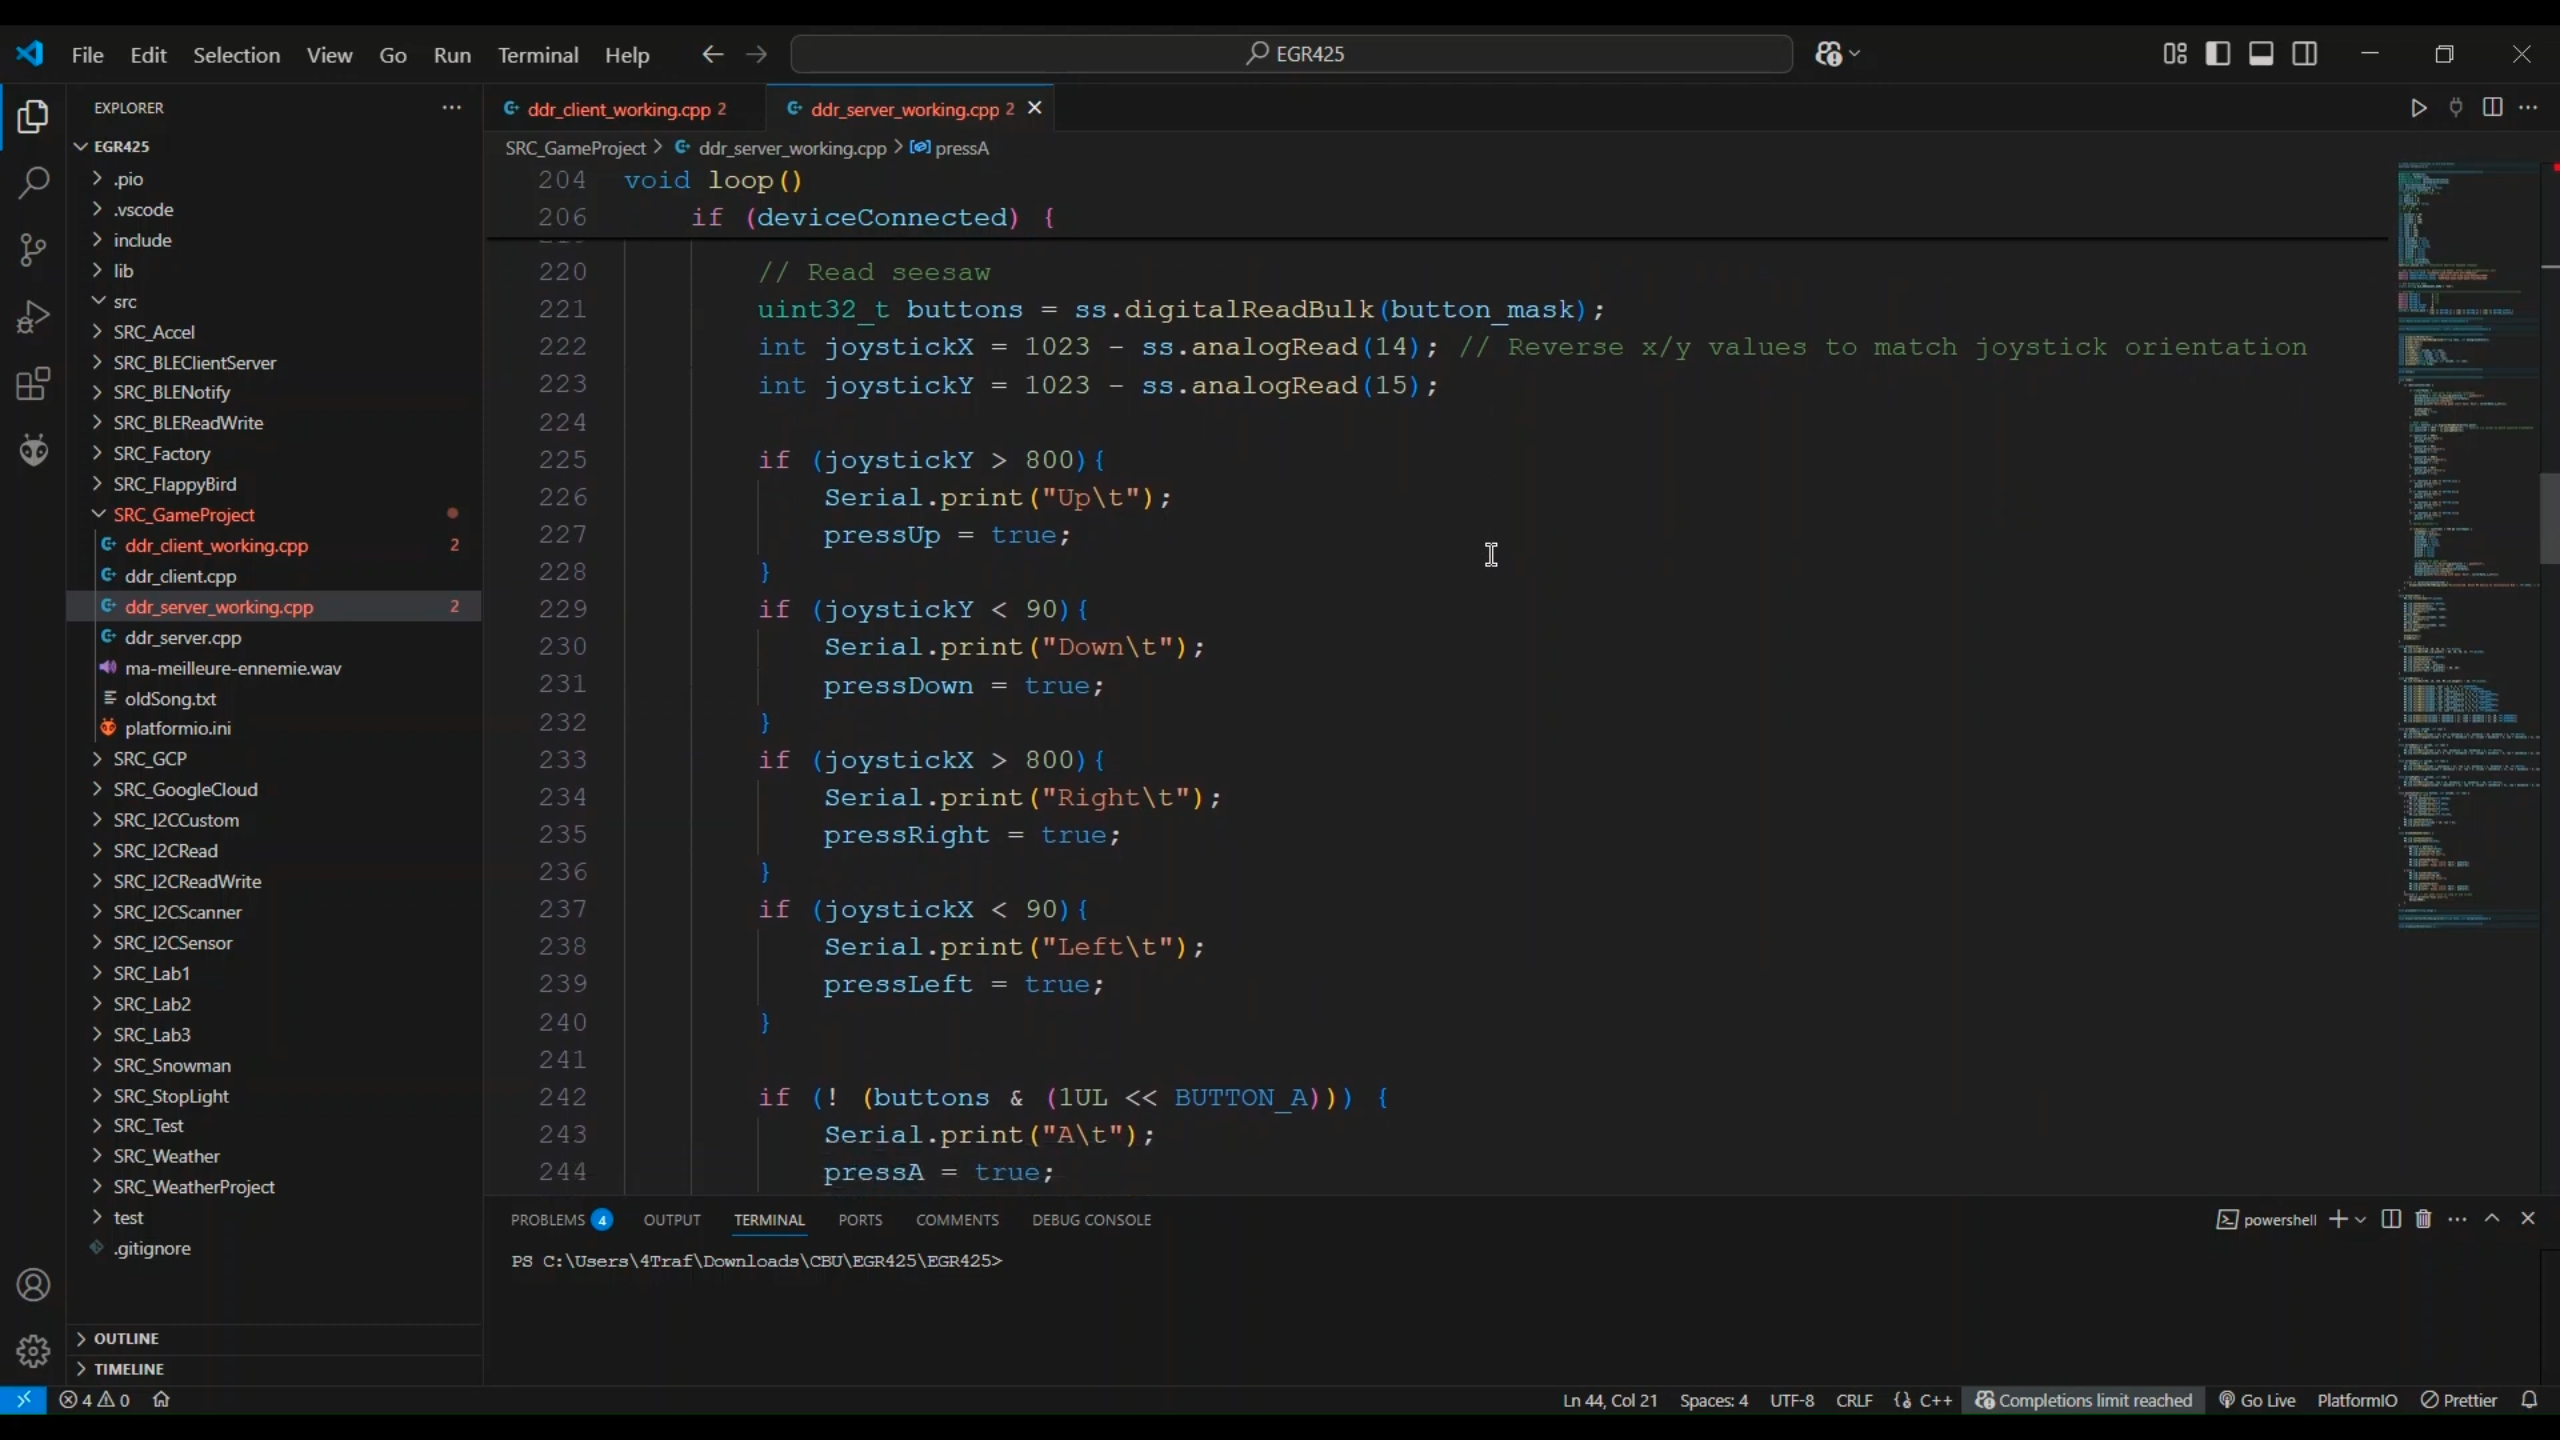 File Edit Selection View Go Run Terminal Help EGR425
EXPLORER
EGR425
.pio
.vscode
include
lib
src
SRC_Accel
SRC_BLEClientServer
SRC_BLENotify
SRC_BLEReadWrite
SRC_Factory
SRC_FlappyBird
SRC_GameProject
ddr_client_working.cpp 2
ddr_client.cpp
ddr_server_working.cpp 2
ddr_server.cpp
ma-meilleure-ennemie.wav
oldSong.txt
platformio.ini
SRC_GCP
SRC_GoogleCloud
SRC_I2CCustom
SRC_I2CRead
SRC_I2CReadWrite
SRC_I2CScanner
SRC_I2CSensor
SRC_Lab1
SRC_Lab2
SRC_Lab3
SRC_Snowman
SRC_StopLight
SRC_Test
SRC_Weather
SRC_WeatherProject
test
.gitignore
OUTLINE
TIMELINE
ddr_client_working.cpp 2 ddr_server_working.cpp 2
SRC_GameProject > ddr_server_working.cpp > pressA
204 void loop()
206 if (deviceConnected) {
220 // Read seesaw
221 uint32_t buttons = ss.digitalReadBulk(button_mask);
222 int joystickX = 1023 - ss.analogRead(14); // Reverse x/y values to match joystick orientation
223 int joystickY = 1023 - ss.analogRead(15);
224
225 if (joystickY > 800){
226 Serial.print("Up\t");
227 pressUp = true;
228 }
229 if (joystickY < 90){
230 Serial.print("Down\t");
231 pressDown = true;
232 }
233 if (joystickX > 800){
234 Serial.print("Right\t");
235 pressRight = true;
236 }
237 if (joystickX < 90){
238 Serial.print("Left\t");
239 pressLeft = true;
240 }
241
242 if (! (buttons & (1UL << BUTTON_A))) {
243 Serial.print("A\t");
244 pressA = true;
PROBLEMS 4 OUTPUT TERMINAL PORTS COMMENTS DEBUG CONSOLE powershell
PS C:\Users\4Traf\Downloads\CBU\EGR425\EGR425>
4 0 Ln 44, Col 21 Spaces: 4 UTF-8 CRLF C++ Completions limit reached Go Live PlatformIO Prettier